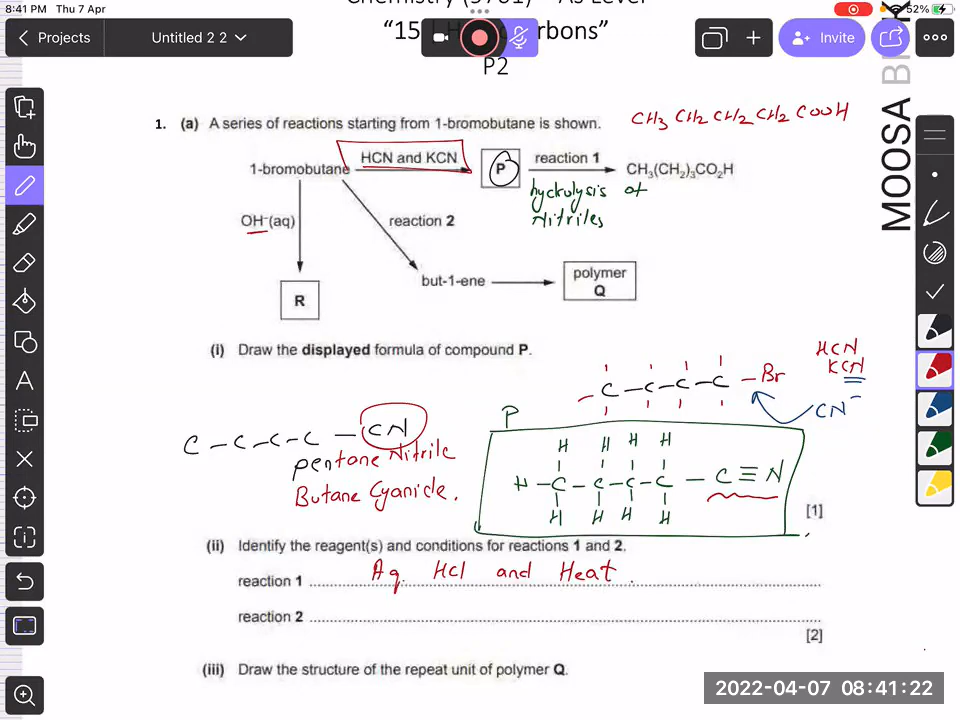 8:41 PM Thu 7 Apr
52%
Projects
Untitled 2 2
Invite
"15
rbons"
P2
MOOSA
1. (a) A series of reactions starting from 1-bromobutane is shown.
CH3 CH2 CH2 CH2 COOH
1-bromobutane
HCN and KCN
P
reaction 1
CH₃(CH₂)₃CO₂H
hydrolysis of
Nitriles
OH⁻(aq)
reaction 2
but-1-ene
polymer
Q
R
(i) Draw the displayed formula of compound P.
HCN
KCN
C – C – C – C – Br
CN⁻
P
C – C – C – C – CN
pentane Nitrile
Butane Cyanide.
H H H H
H – C – C – C – C – C ≡ N
H H H H
[1]
(ii) Identify the reagent(s) and conditions for reactions 1 and 2.
reaction 1 Aq. HCl and Heat.
reaction 2
[2]
(iii) Draw the structure of the repeat unit of polymer Q.
2022-04-07 08:41:22